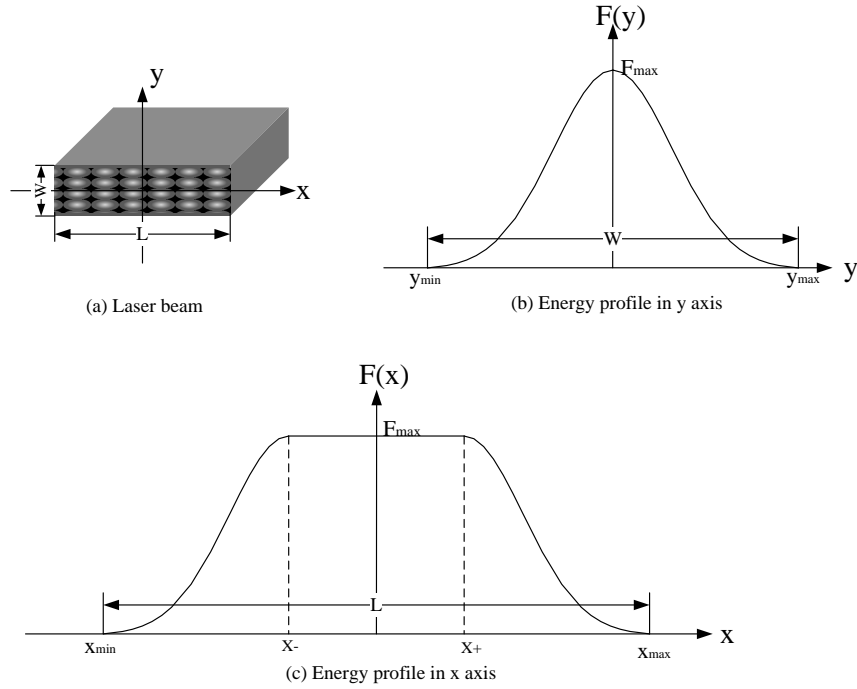 y
x
W
L
(a) Laser beam
F(y)
Fmax
W
ymin
ymax
y
(b) Energy profile in y axis
F(x)
Fmax
L
xmin
x-
x+
xmax
x
(c) Energy profile in x axis